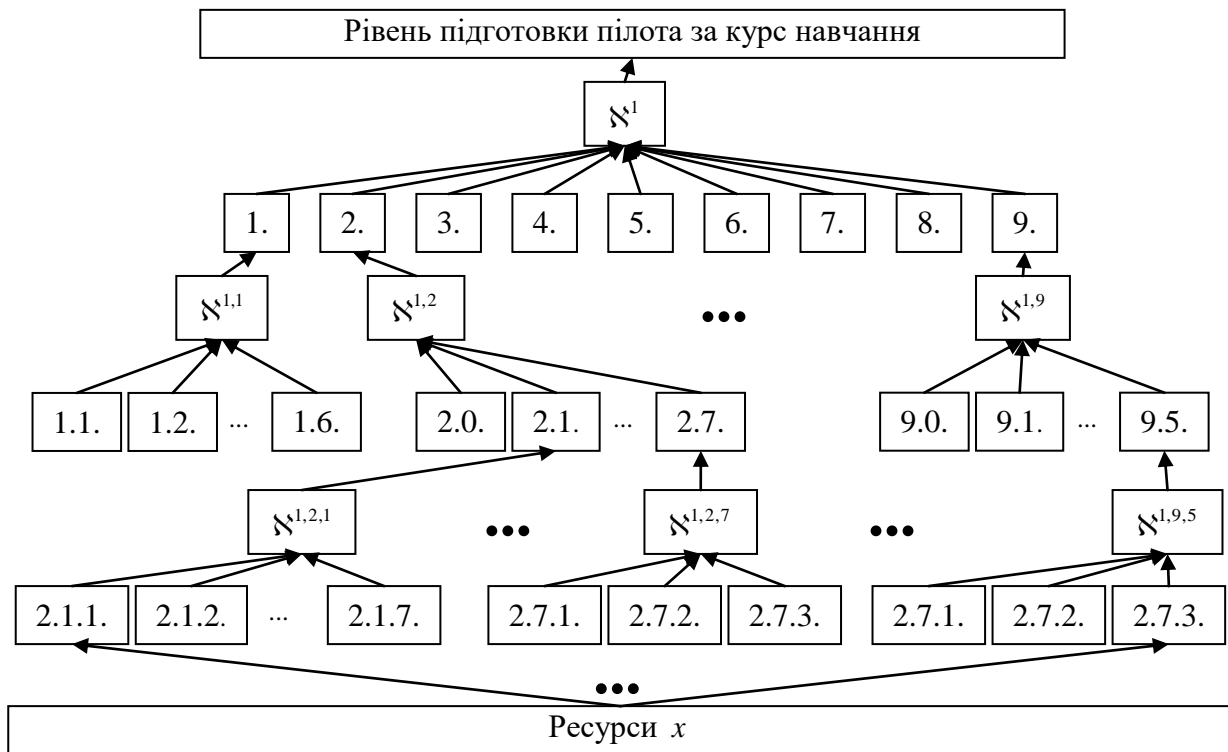 Рівень підготовки пілота за курс навчання
ℵ¹
1. 2. 3. 4. 5. 6. 7. 8. 9.
ℵ¹,¹ ℵ¹,² ... ℵ¹,⁹
1.1. 1.2. ... 1.6. 2.0. 2.1. ... 2.7. 9.0. 9.1. ... 9.5.
ℵ¹,²,¹ ... ℵ¹,²,⁷ ... ℵ¹,⁹,⁵
2.1.1. 2.1.2. ... 2.1.7. 2.7.1. 2.7.2. 2.7.3. 2.7.1. 2.7.2. 2.7.3.
...
Ресурси x